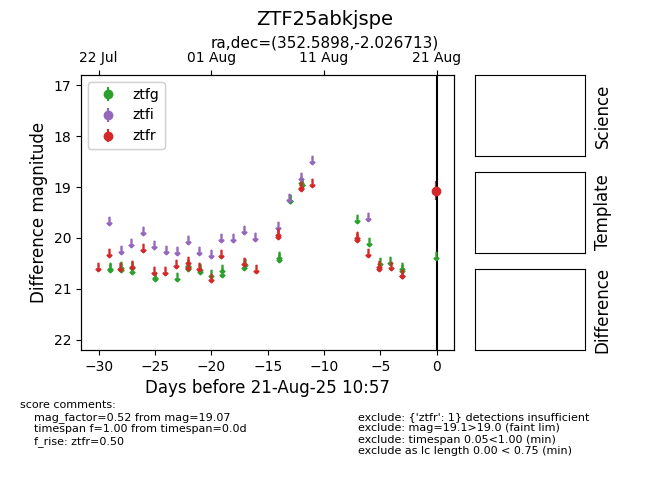 ZTF25abkjspe
ra,dec=(352.5898,-2.026713)
22 Jul 01 Aug 11 Aug 21 Aug
ztfg
ztfi
ztfr
17
18
19
20
21
22
Difference magnitude
−30 −25 −20 −15 −10 −5 0
Days before 21-Aug-25 10:57
Science
Template
Difference
score comments:
mag_factor=0.52 from mag=19.07
timespan f=1.00 from timespan=0.0d
f_rise: ztfr=0.50
exclude: {'ztfr': 1} detections insufficient
exclude: mag=19.1>19.0 (faint lim)
exclude: timespan 0.05<1.00 (min)
exclude as lc length 0.00 < 0.75 (min)